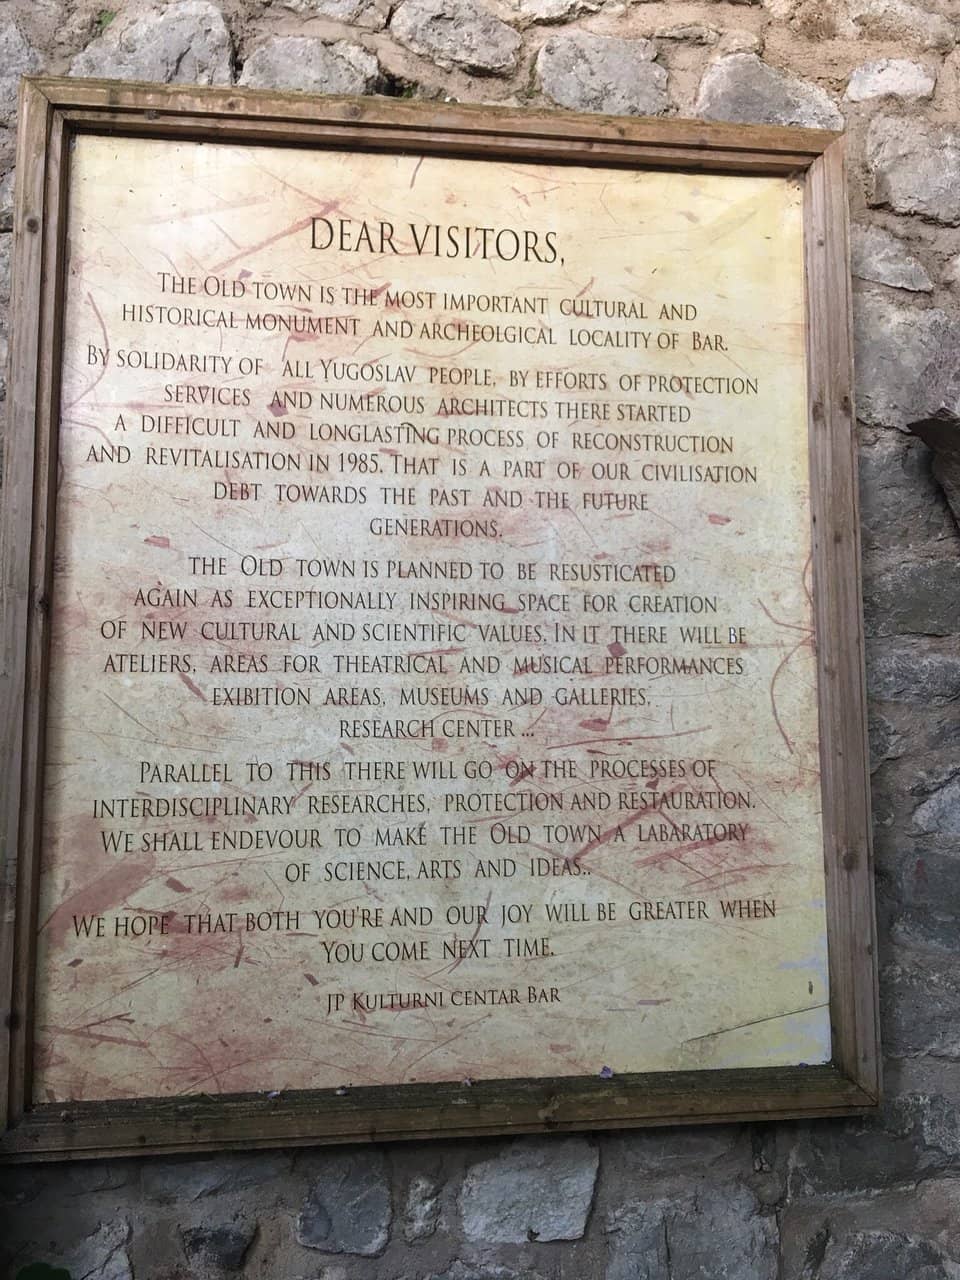 DEAR VISITORS,
THE OLD TOWN IS THE MOST IMPORTANT CULTURAL AND
HISTORICAL MONUMENT AND ARCHEOLGICAL LOCALITY OF BAR.
BY SOLIDARITY OF ALL YUGOSLAV PEOPLE, BY EFFORTS OF PROTECTION
SERVICES AND NUMEROUS ARCHITECTS THERE STARTED
A DIFFICULT AND LONGLASTING PROCESS OF RECONSTRUCTION
AND REVITALISATION IN 1985. THAT IS A PART OF OUR CIVILISATION
DEBT TOWARDS THE PAST AND THE FUTURE
GENERATIONS.
THE OLD TOWN IS PLANNED TO BE RESUSTICATED
AGAIN AS EXCEPTIONALLY INSPIRING SPACE FOR CREATION
OF NEW CULTURAL AND SCIENTIFIC VALUES. IN IT THERE WILL BE
ATELIERS, AREAS FOR THEATRICAL AND MUSICAL PERFORMANCES
EXIBITION AREAS, MUSEUMS AND GALLERIES,
RESEARCH CENTER ...
PARALLEL TO THIS THERE WILL GO ON THE PROCESSES OF
INTERDISCIPLINARY RESEARCHES, PROTECTION AND RESTAURATION.
WE SHALL ENDEVOUR TO MAKE THE OLD TOWN A LABARATORY
OF SCIENCE, ARTS AND IDEAS..
WE HOPE THAT BOTH YOU'RE AND OUR JOY WILL BE GREATER WHEN
YOU COME NEXT TIME.
JP KULTURNI CENTAR BAR